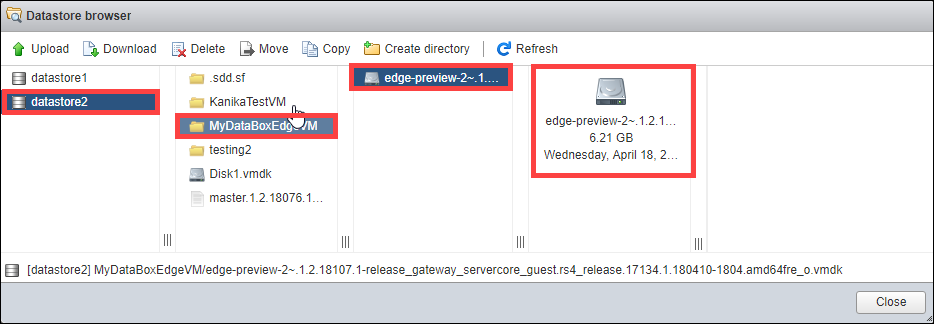 Datastore browser
Upload Download Delete Move Copy Create directory Refresh
datastore1
datastore2
.sdd.sf
KanikaTestVM
MyDataBoxEdgeVM
testing2
Disk1.vmdk
master.1.2.18076.1...
edge-preview-2~.1....
edge-preview-2~.1.2.1...
6.21 GB
Wednesday, April 18, 2...
[datastore2] MyDataBoxEdgeVM/edge-preview-2~.1.2.18107.1-release_gateway_servercore_guest.rs4_release.17134.1.180410-1804.amd64fre_o.vmdk
Close